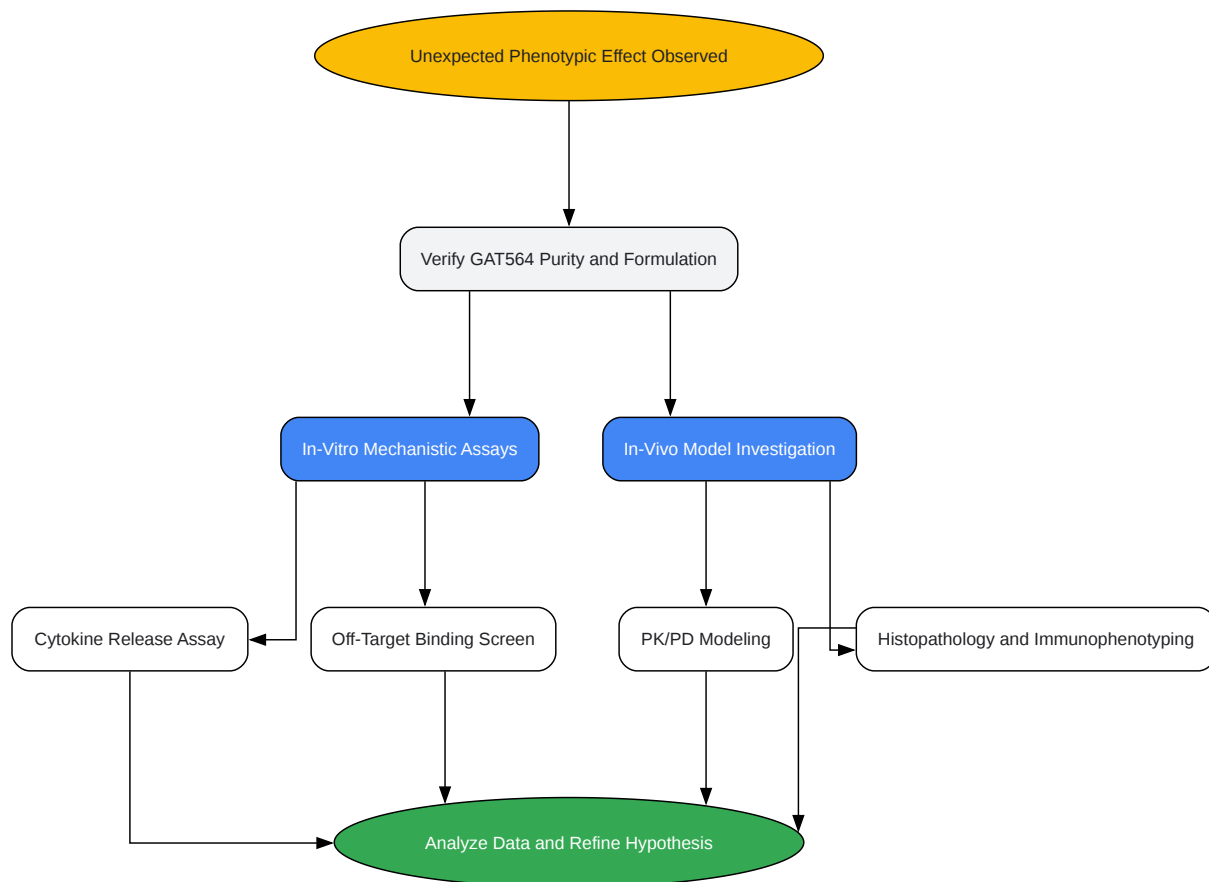 Unexpected Phenotypic Effect Observed
Verify GAT564 Purity and Formulation
In-Vitro Mechanistic Assays
In-Vivo Model Investigation
Cytokine Release Assay
Off-Target Binding Screen
PK/PD Modeling
Histopathology and Immunophenotyping
Analyze Data and Refine Hypothesis